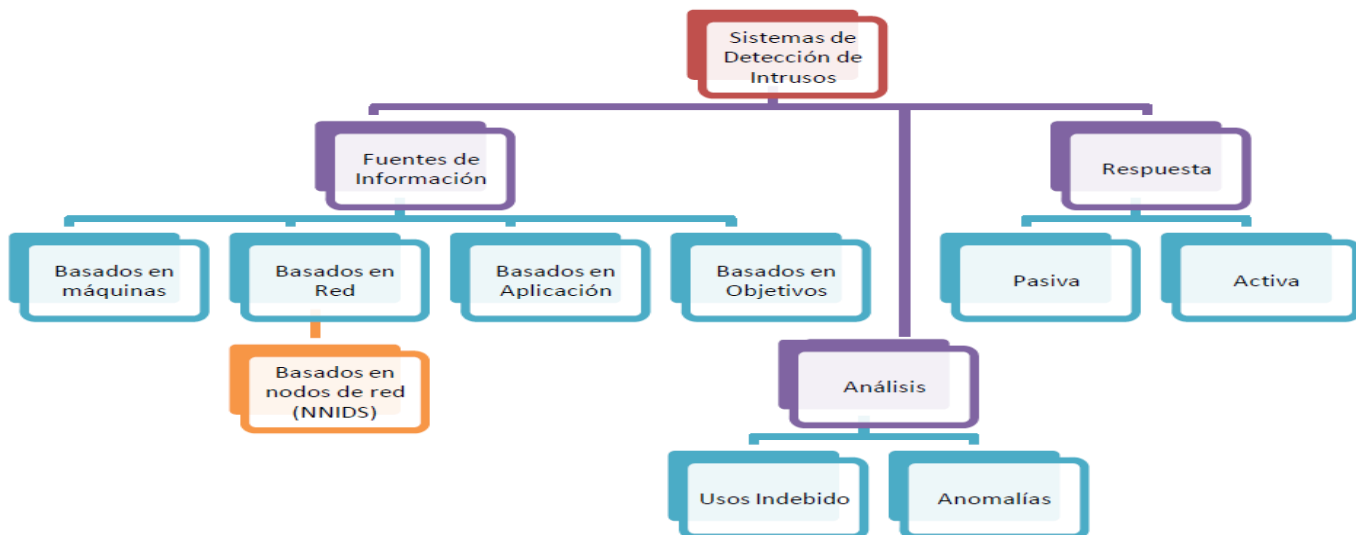 Sistemas de
Detección de
Intrusos
Fuentes de
Información
Respuesta
Basados en
máquinas
Basados en
Red
Basados en
Aplicación
Basados en
Objetivos
Pasiva
Activa
Basados en
nodos de red
(NNIDS)
Análisis
Usos Indebido
Anomalías